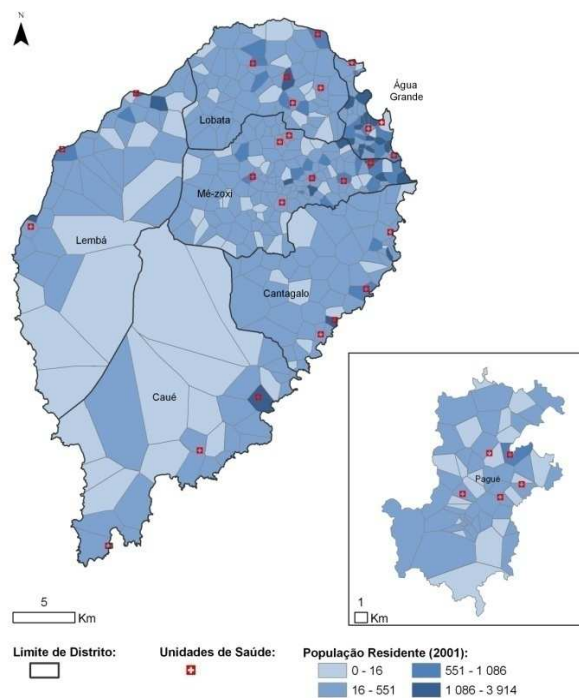 N
Água
Grande
Lobata
Mé-zoxi
Lembá
Cantagalo
Caué
Pagué
5
Km
1
Km
Limite de Distrito:
Unidades de Saúde:
População Residente (2001):
0 - 16
551 - 1 086
16 - 551
1 086 - 3 914